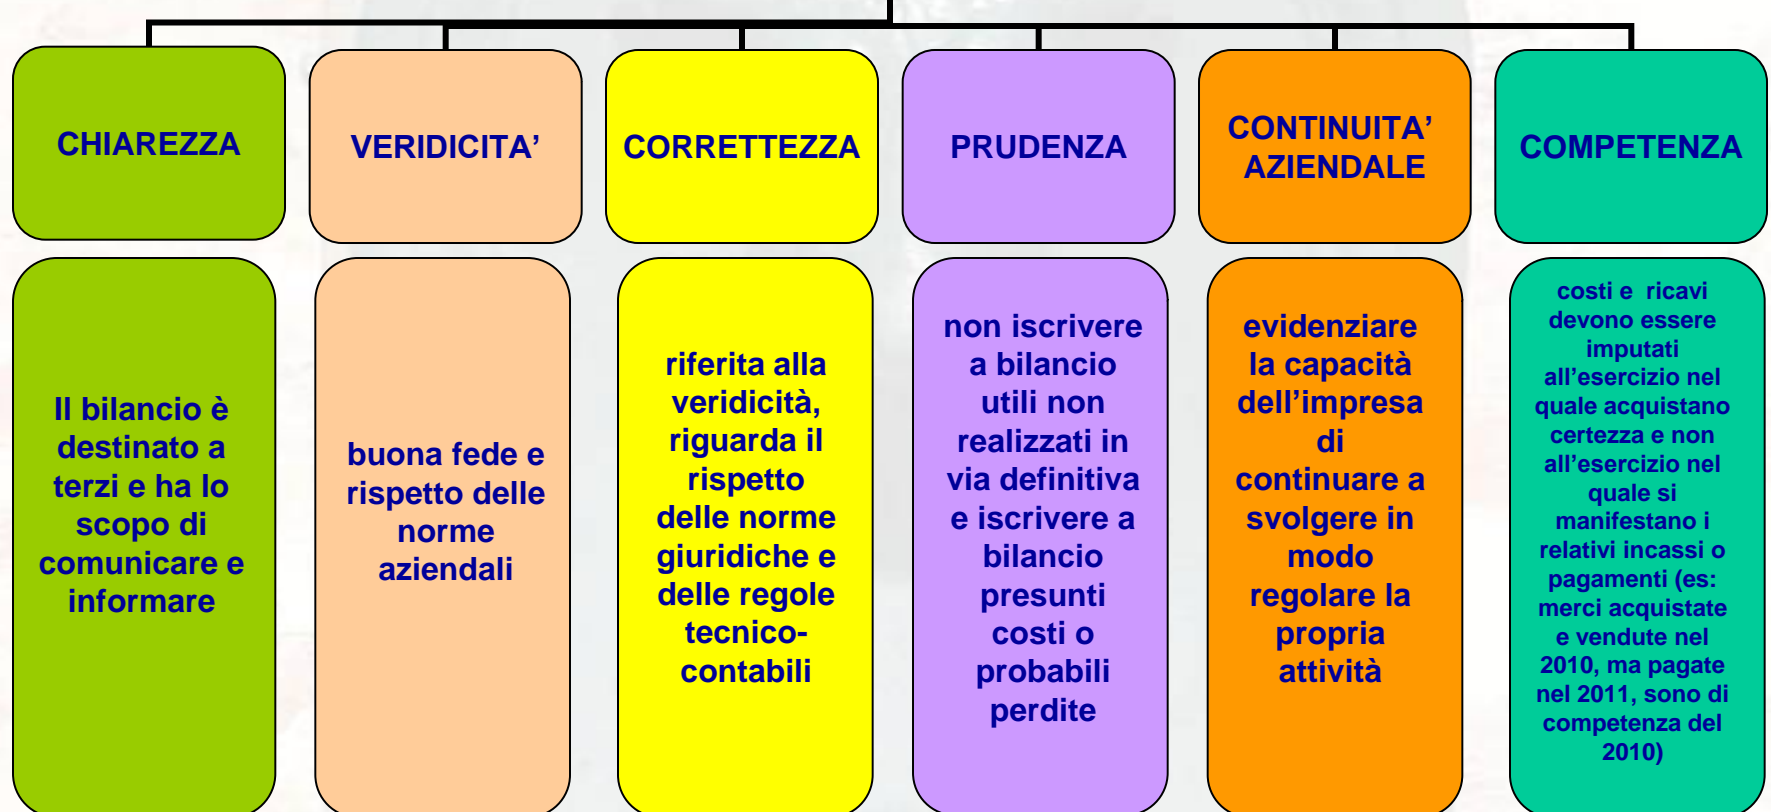 CHIAREZZA
VERIDICITA’
CORRETTEZZA
PRUDENZA
CONTINUITA’
AZIENDALE
COMPETENZA
Il bilancio è
destinato a
terzi e ha lo
scopo di
comunicare e
informare
buona fede e
rispetto delle
norme
aziendali
riferita alla
veridicità,
riguarda il
rispetto
delle norme
giuridiche e
delle regole
tecnico-
contabili
non iscrivere
a bilancio
utili non
realizzati in
via definitiva
e iscrivere a
bilancio
presunti
costi o
probabili
perdite
evidenziare
la capacità
dell’impresa
di
continuare a
svolgere in
modo
regolare la
propria
attività
costi e ricavi
devono essere
imputati
all’esercizio nel
quale acquistano
certezza e non
all’esercizio nel
quale si
manifestano i
relativi incassi o
pagamenti (es:
merci acquistate
e vendute nel
2010, ma pagate
nel 2011, sono di
competenza del
2010)